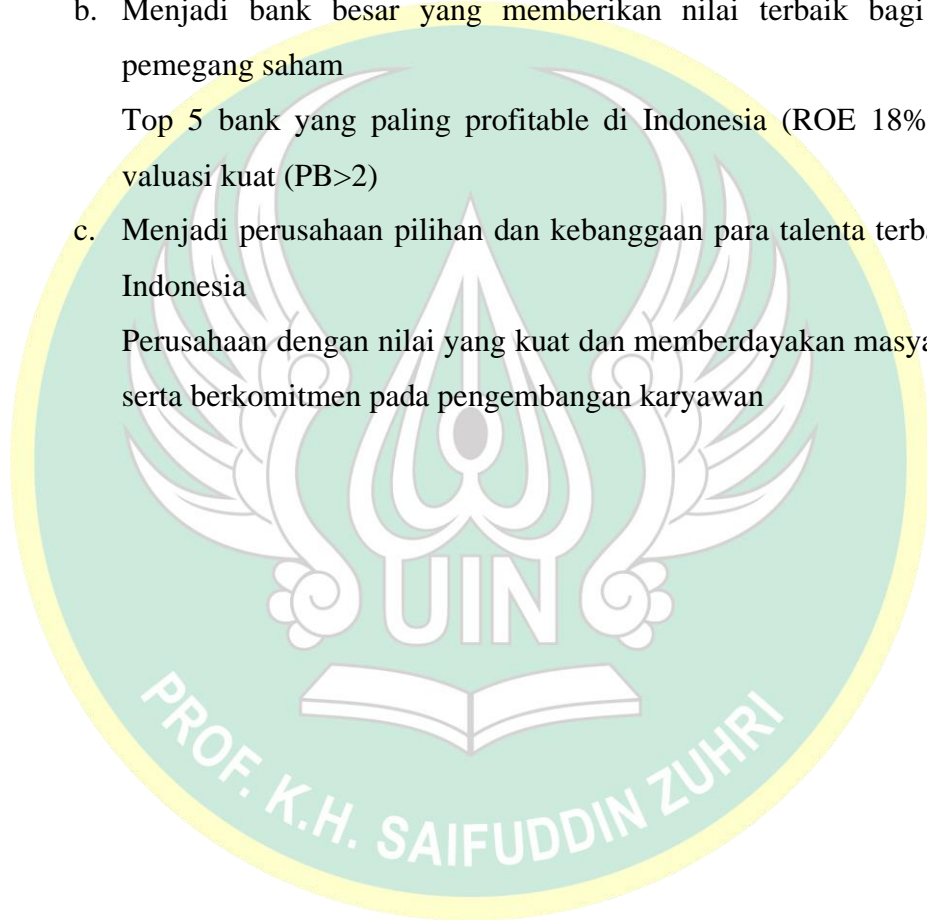 b. Menjadi bank besar yang memberikan nilai terbaik bagi
pemegang saham
Top 5 bank yang paling profitable di Indonesia (ROE 18%
valuasi kuat (PB>2)
c. Menjadi perusahaan pilihan dan kebanggaan para talenta
Indonesia
Perusahaan dengan nilai yang kuat dan memberdayakan
serta berkomitmen pada pengembangan karyawan
UIN
PROF. K.H. SAIFUDDIN ZUHRI